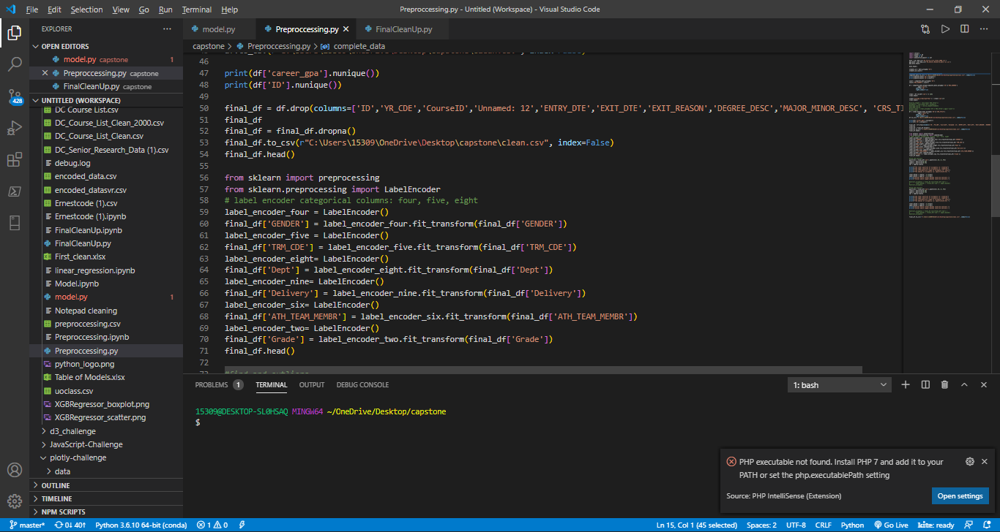 File Edit Selection View Go Run Terminal Help
Preproccessing.py - Untitled (Workspace) - Visual Studio Code
EXPLORER
OPEN EDITORS
model.py capstone 1
Preproccessing.py capstone
FinalCleanUp.py capstone
UNTITLED (WORKSPACE)
DC Course List.csv
DC_Course_List_Clean_2000.csv
DC_Course_List_Clean.csv
DC_Senior_Research_Data (1).csv
debug.log
encoded_data.csv
encoded_datasvr.csv
Ernestcode (1).csv
Ernestcode (1).ipynb
FinalCleanUp.ipynb
FinalCleanUp.py
First_clean.xlsx
linear_regression.ipynb
Model.ipynb
model.py 1
Notepad cleaning
preproccessing.csv
Preproccessing.ipynb
Preproccessing.py
python_logo.png
Table of Models.xlsx
uoclass.csv
XGBRegressor_boxplot.png
XGBRegressor_scatter.png
d3_challenge
JavaScript-Challenge
plotly-challenge
data
OUTLINE
TIMELINE
NPM SCRIPTS
428
model.py
Preproccessing.py
FinalCleanUp.py
capstone > Preproccessing.py > complete_data
46
47 print(df['career_gpa'].nunique())
48 print(df['ID'].nunique())
49
50 final_df = df.drop(columns=['ID','YR_CDE','CourseID','Unnamed: 12','ENTRY_DTE','EXIT_DTE','EXIT_REASON','DEGREE_DESC','MAJOR_MINOR_DESC', 'CRS_TI
51 final_df
52 final_df = final_df.dropna()
53 final_df.to_csv(r"C:\Users\15309\OneDrive\Desktop\capstone\clean.csv", index=False)
54 final_df.head()
55
56 from sklearn import preprocessing
57 from sklearn.preprocessing import LabelEncoder
58 # label encoder categorical columns: four, five, eight
59 label_encoder_four = LabelEncoder()
60 final_df['GENDER'] = label_encoder_four.fit_transform(final_df['GENDER'])
61 label_encoder_five = LabelEncoder()
62 final_df['TRM_CDE'] = label_encoder_five.fit_transform(final_df['TRM_CDE'])
63 label_encoder_eight= LabelEncoder()
64 final_df['Dept'] = label_encoder_eight.fit_transform(final_df['Dept'])
65 label_encoder_nine= LabelEncoder()
66 final_df['Delivery'] = label_encoder_nine.fit_transform(final_df['Delivery'])
67 label_encoder_six= LabelEncoder()
68 final_df['ATH_TEAM_MEMBR'] = label_encoder_six.fit_transform(final_df['ATH_TEAM_MEMBR'])
69 label_encoder_two= LabelEncoder()
70 final_df['Grade'] = label_encoder_two.fit_transform(final_df['Grade'])
71 final_df.head()
72
PROBLEMS 1 TERMINAL OUTPUT DEBUG CONSOLE
1: bash
15309@DESKTOP-SL0HSAQ MINGW64 ~/OneDrive/Desktop/capstone
$
PHP executable not found. Install PHP 7 and add it to your
PATH or set the php.executablePath setting
Source: PHP IntelliSense (Extension)
Open settings
master* 0↓ 40↑ Python 3.6.10 64-bit (conda) 1 0
Ln 15, Col 1 (45 selected) Spaces: 2 UTF-8 CRLF Python Go Live kite: ready